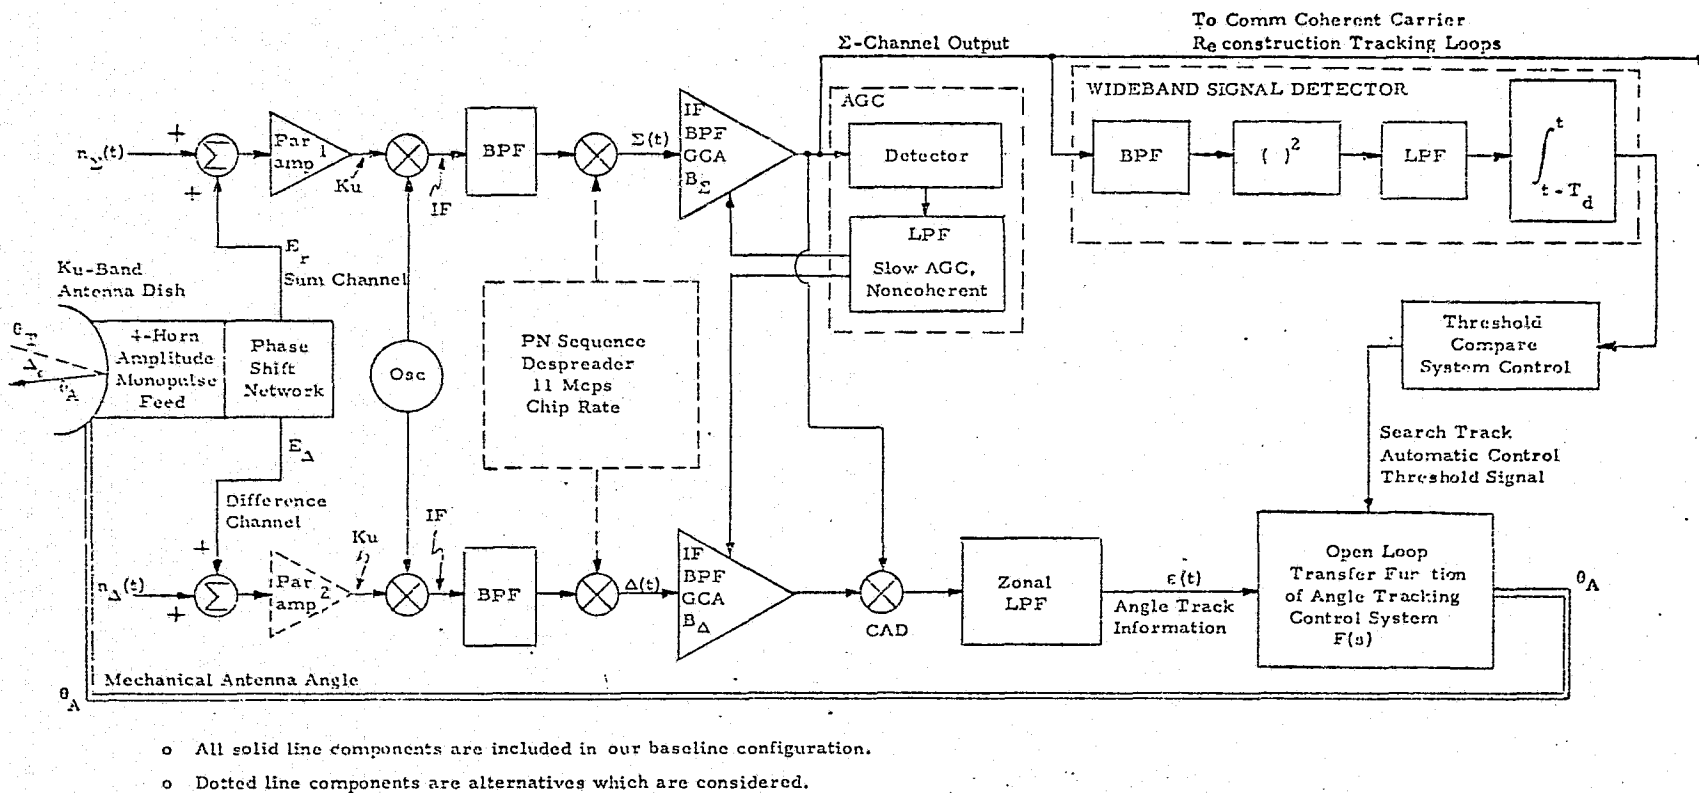 To Comm Coherent Carrier
Reconstruction Tracking Loops
Σ-Channel Output
WIDEBAND SIGNAL DETECTOR
AGC
+
n_Σ(t)
Σ
+
Par
amp 1
Ku
IF
BPF
Σ(t)
IF
BPF
GCA
B_Σ
Detector
LPF
Slow AGC,
Noncoherent
BPF
( )²
LPF
∫
t
t - T_d
E_r
Sum Channel
Ku-Band
Antenna Dish
θ_T
θ_A
4-Horn
Amplitude
Monopulse
Feed
Phase
Shift
Network
Osc
PN Sequence
Despreader
11 Mcps
Chip Rate
Threshold
Compare
System Control
E_Δ
Difference
Channel
Search Track
Automatic Control
Threshold Signal
+
n_Δ(t)
Σ
+
Par
amp 2
Ku
IF
BPF
Δ(t)
IF
BPF
GCA
B_Δ
CAD
Zonal
LPF
ε(t)
Angle Track
Information
Open Loop
Transfer Fur tion
of Angle Tracking
Control System
F(s)
θ_A
Mechanical Antenna Angle
θ_A
o All solid line components are included in our baseline configuration.
o Dotted line components are alternatives which are considered.